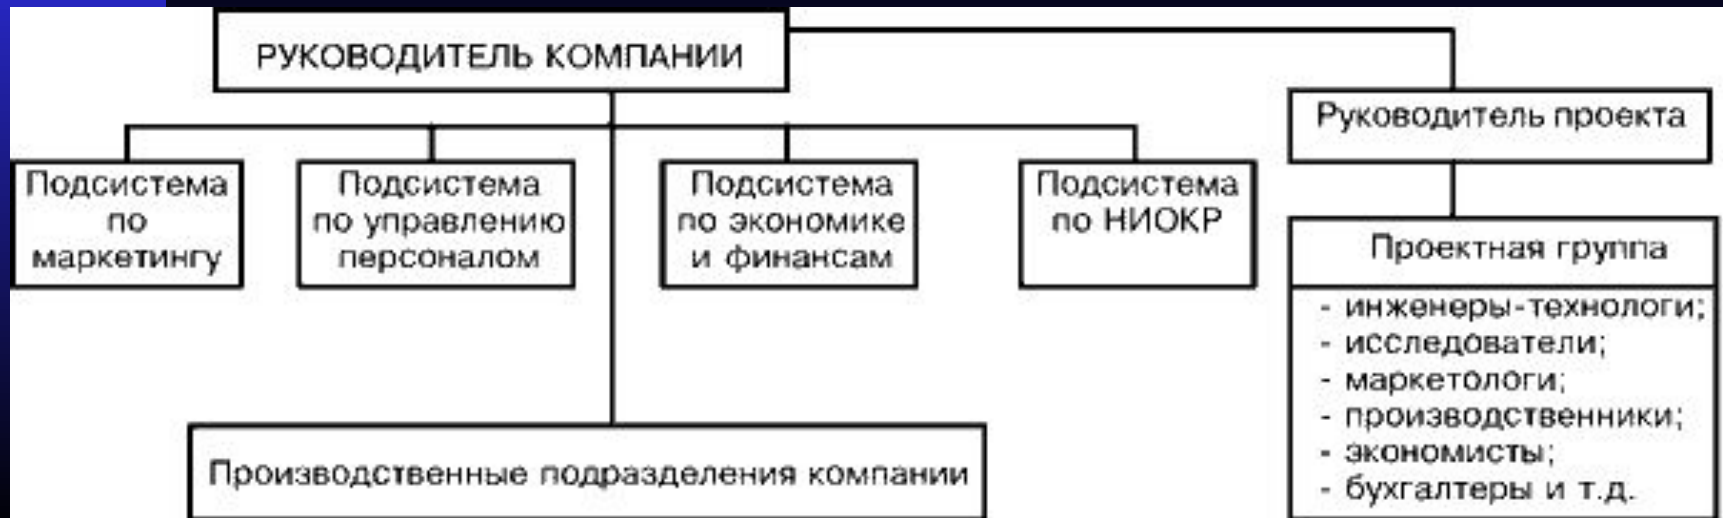 РУКОВОДИТЕЛЬ КОМПАНИИ
Руководитель проекта
Подсистема
по
маркетингу
Подсистема
по управлению
персоналом
Подсистема
по экономике
и финансам
Подсистема
по НИОКР
Проектная группа
- инженеры-технологи;
- исследователи;
- маркетологи;
- производственники;
- экономисты;
- бухгалтеры и т.д.
Производственные подразделения компании